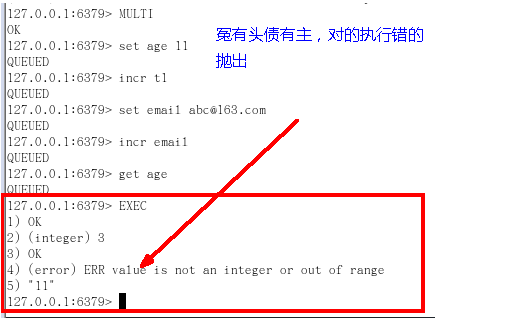 127.0.0.1:6379> MULTI
OK
127.0.0.1:6379> set age 11
QUEUED
127.0.0.1:6379> incr t1
QUEUED
127.0.0.1:6379> set email abc@163.com
QUEUED
127.0.0.1:6379> incr email
QUEUED
127.0.0.1:6379> get age
QUEUED
127.0.0.1:6379> EXEC
1) OK
2) (integer) 3
3) OK
4) (error) ERR value is not an integer or out of range
5) "11"
127.0.0.1:6379>
冤有头债有主，对的执行错的
抛出